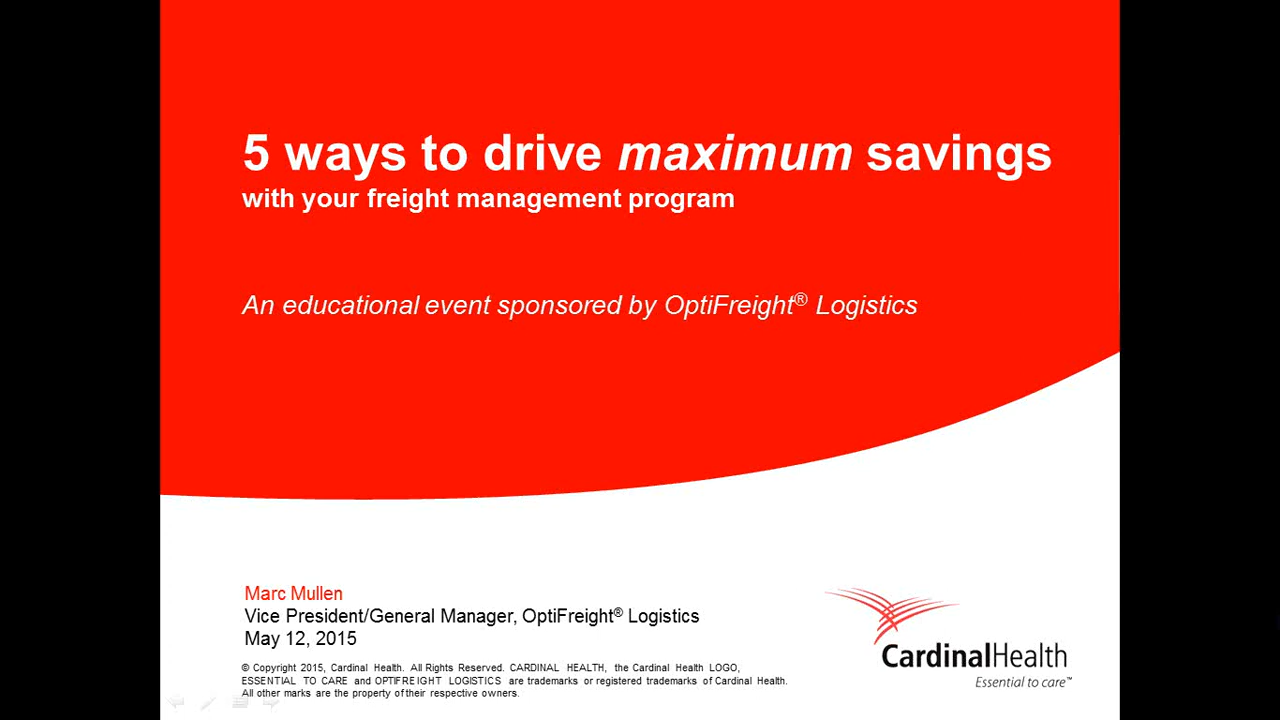 5 ways to drive maximum savings
with your freight management program
An educational event sponsored by OptiFreight® Logistics
Marc Mullen
Vice President/General Manager, OptiFreight® Logistics
May 12, 2015
© Copyright 2015, Cardinal Health. All Rights Reserved. CARDINAL HEALTH, the Cardinal Health LOGO,
ESSENTIAL TO CARE and OPTIFREIGHT LOGISTICS are trademarks or registered trademarks of Cardinal Health.
All other marks are the property of their respective owners.
CardinalHealth
Essential to care™